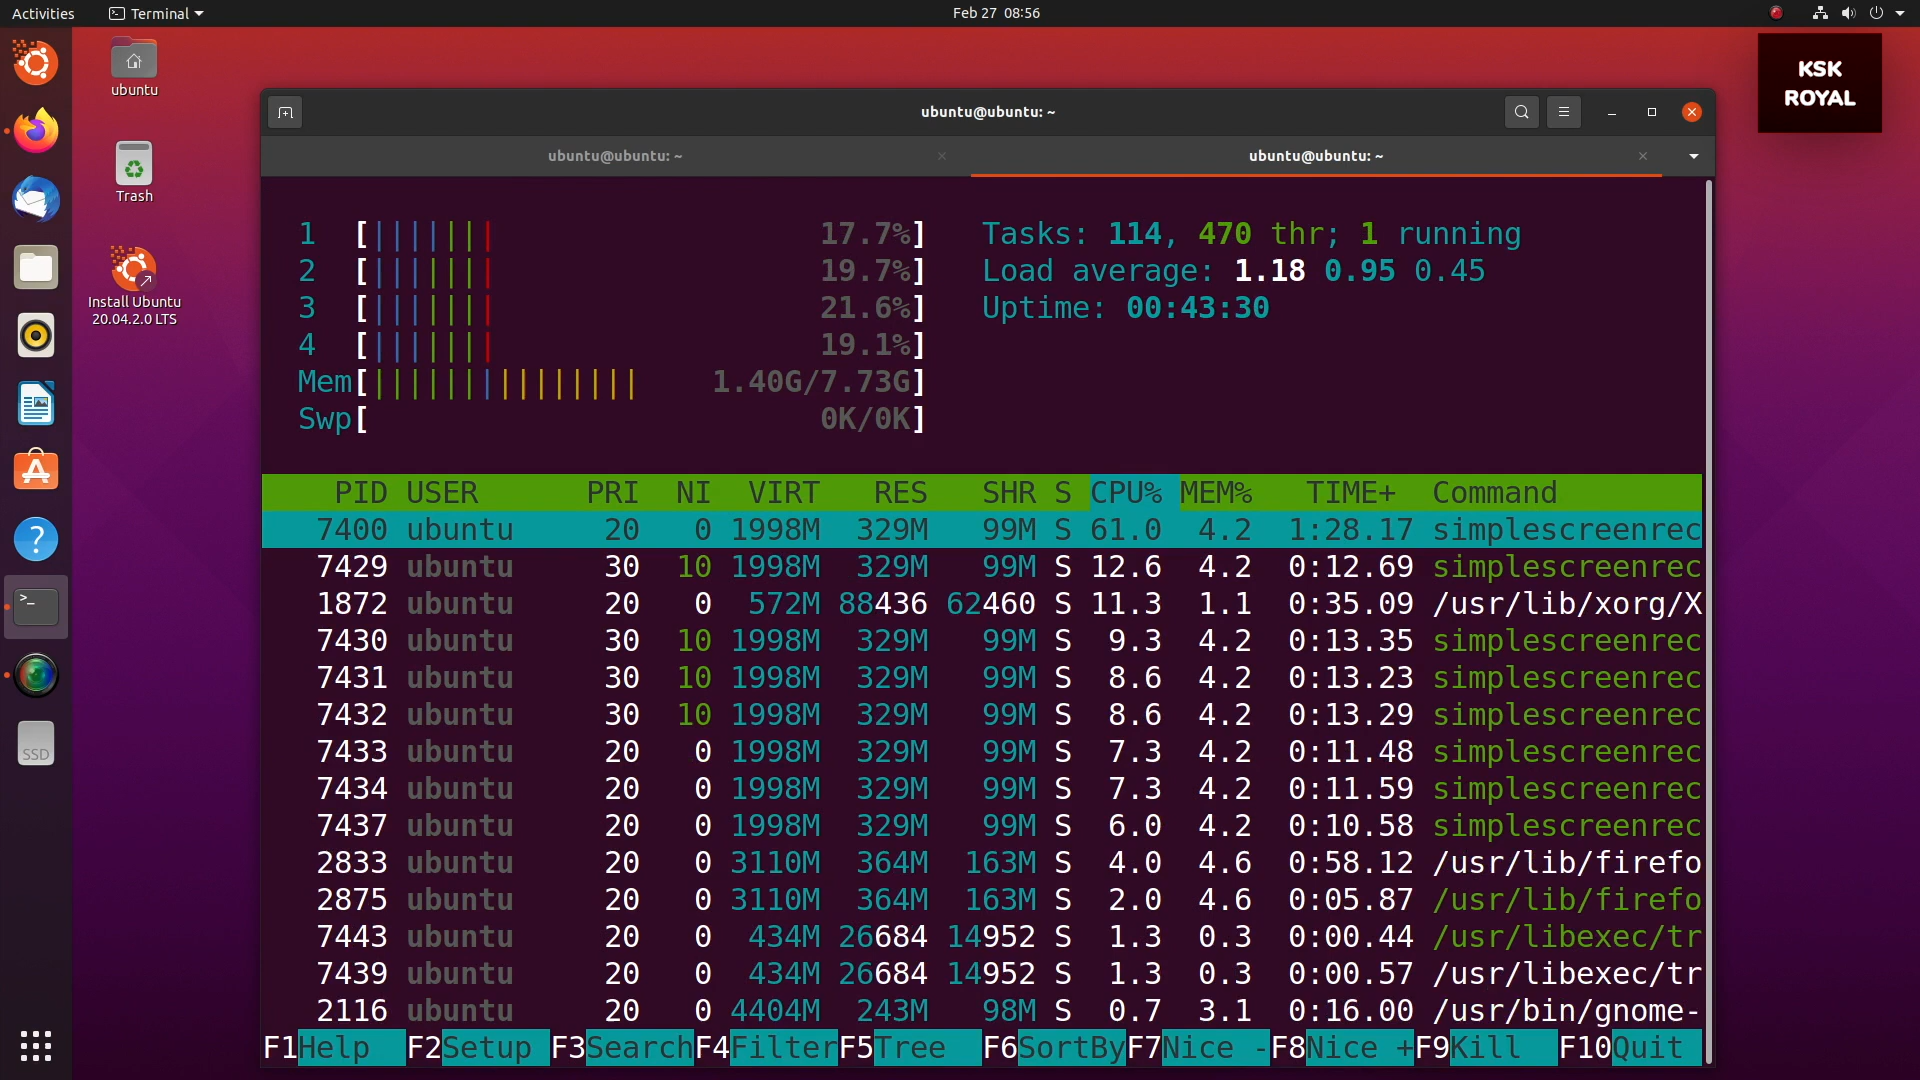 Activities Terminal Feb 27 08:56
ubuntu
Trash
Install Ubuntu
20.04.2.0 LTS
SSD
KSK
ROYAL
ubuntu@ubuntu: ~
ubuntu@ubuntu: ~ ubuntu@ubuntu: ~
1 [||||||| 17.7%] Tasks: 114, 470 thr; 1 running
2 [||||||| 19.7%] Load average: 1.18 0.95 0.45
3 [||||||| 21.6%] Uptime: 00:43:30
4 [||||||| 19.1%]
Mem[||||||||||||||| 1.40G/7.73G]
Swp[ 0K/0K]
PID USER PRI NI VIRT RES SHR S CPU% MEM% TIME+ Command
7400 ubuntu 20 0 1998M 329M 99M S 61.0 4.2 1:28.17 simplescreenrec
7429 ubuntu 30 10 1998M 329M 99M S 12.6 4.2 0:12.69 simplescreenrec
1872 ubuntu 20 0 572M 88436 62460 S 11.3 1.1 0:35.09 /usr/lib/xorg/X
7430 ubuntu 30 10 1998M 329M 99M S 9.3 4.2 0:13.35 simplescreenrec
7431 ubuntu 30 10 1998M 329M 99M S 8.6 4.2 0:13.23 simplescreenrec
7432 ubuntu 30 10 1998M 329M 99M S 8.6 4.2 0:13.29 simplescreenrec
7433 ubuntu 20 0 1998M 329M 99M S 7.3 4.2 0:11.48 simplescreenrec
7434 ubuntu 20 0 1998M 329M 99M S 7.3 4.2 0:11.59 simplescreenrec
7437 ubuntu 20 0 1998M 329M 99M S 6.0 4.2 0:10.58 simplescreenrec
2833 ubuntu 20 0 3110M 364M 163M S 4.0 4.6 0:58.12 /usr/lib/firefo
2875 ubuntu 20 0 3110M 364M 163M S 2.0 4.6 0:05.87 /usr/lib/firefo
7443 ubuntu 20 0 434M 26684 14952 S 1.3 0.3 0:00.44 /usr/libexec/tr
7439 ubuntu 20 0 434M 26684 14952 S 1.3 0.3 0:00.57 /usr/libexec/tr
2116 ubuntu 20 0 4404M 243M 98M S 0.7 3.1 0:16.00 /usr/bin/gnome-
F1Help F2Setup F3SearchF4FilterF5Tree F6SortByF7Nice -F8Nice +F9Kill F10Quit